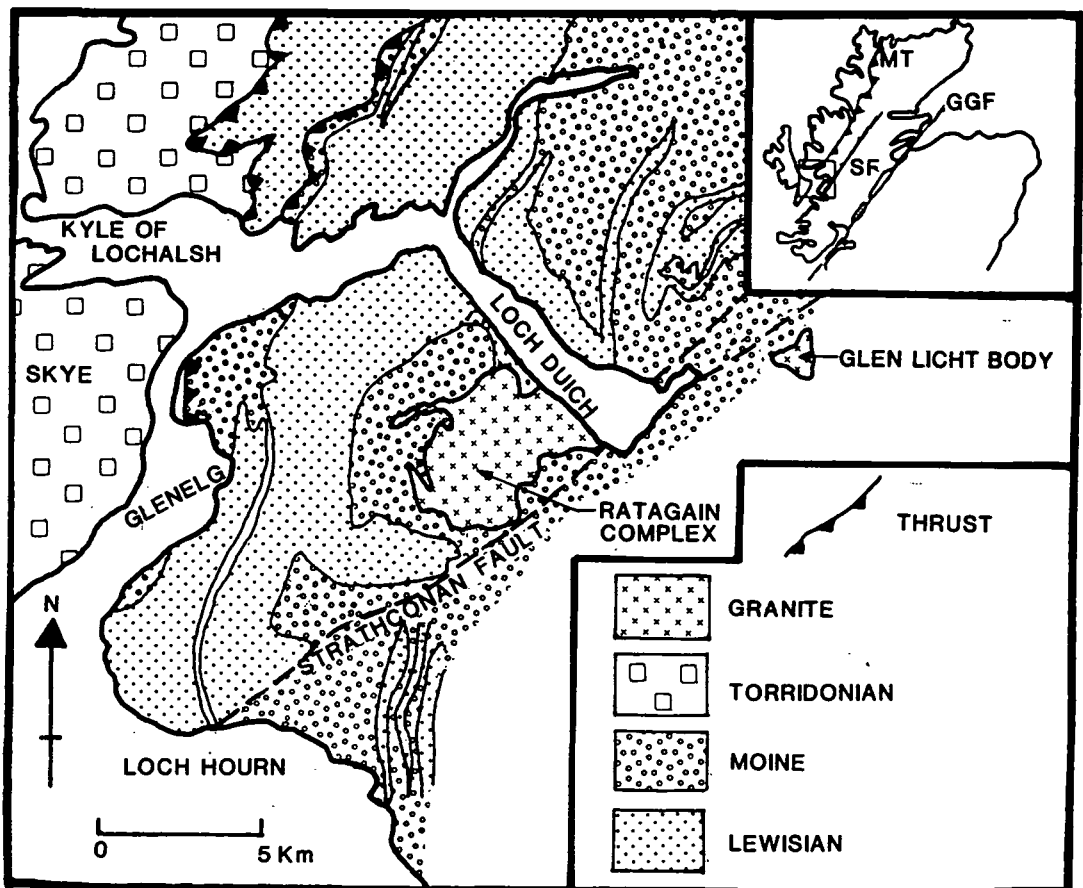 MT
GGF
SF
KYLE OF
LOCHALSH
SKYE
LOCH DUICH
GLEN LICHT BODY
GLENELG
RATAGAIN
COMPLEX
STRATHCONAN FAULT
N
LOCH HOURN
0 5 Km
THRUST
GRANITE
TORRIDONIAN
MOINE
LEWISIAN